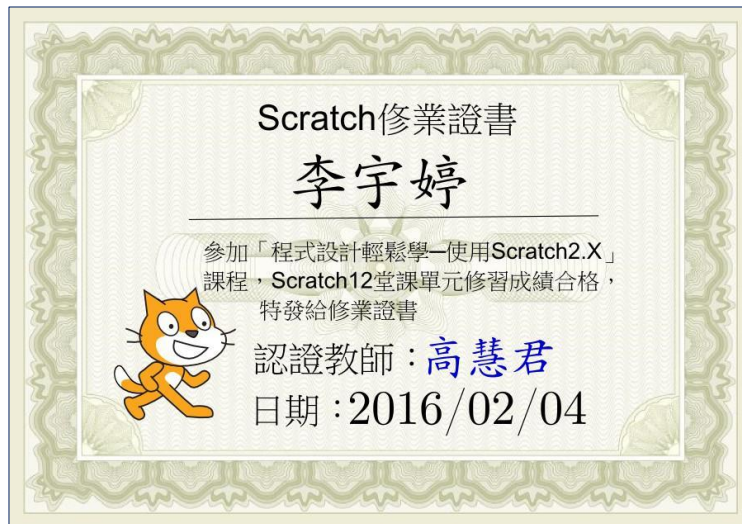 Scratch修業證書
李宇婷
參加「程式設計輕鬆學─使用Scratch2.X」
課程，Scratch12堂課單元修習成績合格，
特發給修業證書
認證教師：高慧君
日期：2016/02/04